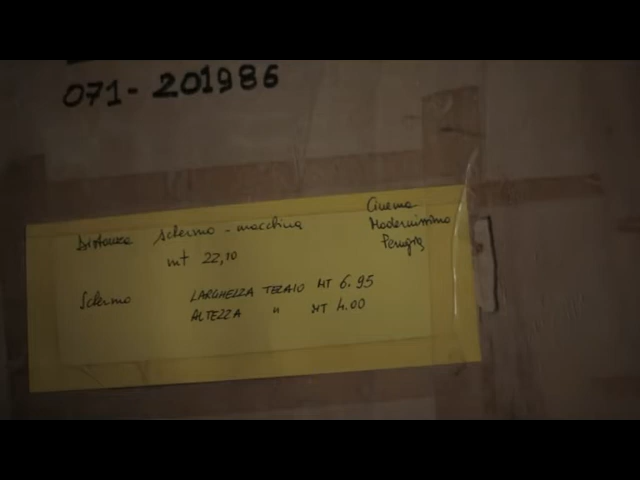 071-201986
Distanza schermo - macchina
mt 22,10
Cinema
Modernissimo
Perugia
Schermo LARGHEZZA TELAIO MT 6.95
ALTEZZA " MT 4.00